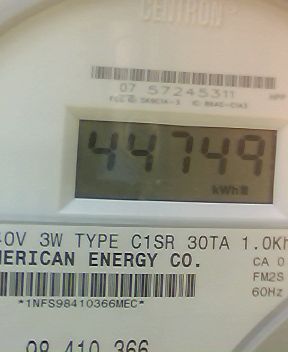 CENTRON
07 57245311
44749
kWh
40V 3W TYPE C1SR 30TA 1.0Kh
MERICAN ENERGY CO.
CA 0
FM2S
60Hz
*1NFS98410366MEC*
98 410 366